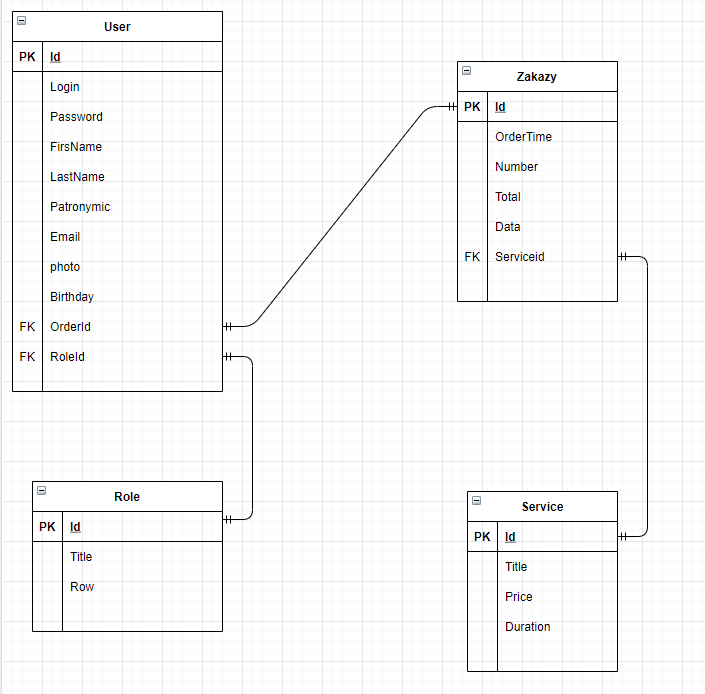 User
PK Id
Login
Password
FirsName
LastName
Patronymic
Email
photo
Birthday
FK OrderId
FK RoleId
Zakazy
PK Id
OrderTime
Number
Total
Data
FK Serviceid
Role
PK Id
Title
Row
Service
PK Id
Title
Price
Duration